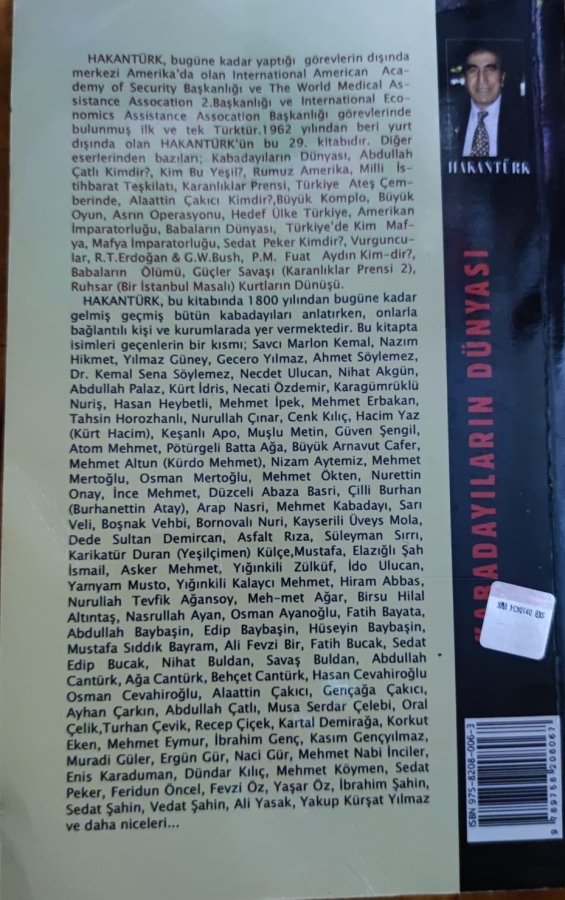 HAKANTÜRK, bugüne kadar yaptığı görevlerin dışında
merkezi Amerika'da olan International American Aca-
demy of Security Başkanlığı ve The World Medical As-
sistance Assocation 2.Başkanlığı ve International Eco-
nomics Assistance Assocation Başkanlığı görevlerinde
bulunmuş ilk ve tek Türktür.1962 yılından beri yurt
dışında olan HAKANTÜRK'ün bu 29. kitabıdır. Diğer
eserlerinden bazıları; Kabadayıların Dünyası, Abdullah
Çatlı Kimdir?, Kim Bu Yeşil?, Rumuz Amerika, Milli İs-
tihbarat Teşkilatı, Karanlıklar Prensi, Türkiye Ateş Çem-
berinde, Alaattin Çakıcı Kimdir?,Büyük Komplo, Büyük
Oyun, Asrın Operasyonu, Hedef Ülke Türkiye, Amerikan
İmparatorluğu, Babaların Dünyası, Türkiye'de Kim Maf-
ya, Mafya İmparatorluğu, Sedat Peker Kimdir?, Vurguncu-
lar, R.T.Erdoğan & G.W.Bush, P.M. Fuat Aydın Kim-dir?,
Babaların Ölümü, Güçler Savaşı (Karanlıklar Prensi 2),
Ruhsar (Bir İstanbul Masalı) Kurtların Dönüşü.
HAKANTÜRK, bu kitabında 1800 yılından bugüne kadar
gelmiş geçmiş bütün kabadayıları anlatırken, onlarla
bağlantılı kişi ve kurumlarada yer vermektedir. Bu kitapta
isimleri geçenlerin bir kısmı; Savcı Marlon Kemal, Nazım
Hikmet, Yılmaz Güney, Gecero Yılmaz, Ahmet Söylemez,
Dr. Kemal Sena Söylemez, Necdet Ulucan, Nihat Akgün,
Abdullah Palaz, Kürt İdris, Necati Özdemir, Karagümrüklü
Nuriş, Hasan Heybetli, Mehmet İpek, Mehmet Erbakan,
Tahsin Horozhanlı, Nurullah Çınar, Cenk Kılıç, Hacim Yaz
(Kürt Hacim), Keşanlı Apo, Muşlu Metin, Güven Şengil,
Atom Mehmet, Pötürgeli Batta Ağa, Büyük Arnavut Cafer,
Mehmet Altun (Kürdo Mehmet), Nizam Aytemiz, Mehmet
Mertoğlu, Osman Mertoğlu, Mehmet Ökten, Nurettin
Onay, İnce Mehmet, Düzceli Abaza Basri, Çilli Burhan
(Burhanettin Atay), Arap Nasri, Mehmet Kabadayı, Sarı
Veli, Boşnak Vehbi, Bornovalı Nuri, Kayserili Üveys Mola,
Dede Sultan Demircan, Asfalt Rıza, Süleyman Sırrı,
Karikatür Duran (Yeşilçimen) Külçe,Mustafa, Elazığlı Şah
İsmail, Asker Mehmet, Yığınkili Zülküf, İdo Ulucan,
Yamyam Musto, Yığınkili Kalaycı Mehmet, Hiram Abbas,
Nurullah Tevfik Ağansoy, Meh-met Ağar, Birsu Hilal
Altıntaş, Nasrullah Ayan, Osman Ayanoğlu, Fatih Bayata,
Abdullah Baybaşin, Edip Baybaşin, Hüseyin Baybaşin,
Mustafa Sıddık Bayram, Ali Fevzi Bir, Fatih Bucak, Sedat
Edip Bucak, Nihat Buldan, Savaş Buldan, Abdullah
Cantürk, Ağa Cantürk, Behçet Cantürk, Hasan Cevahiroğlu
Osman Cevahiroğlu, Alaattin Çakıcı, Gençağa Çakıcı,
Ayhan Çarkın, Abdullah Çatlı, Musa Serdar Çelebi, Oral
Çelik,Turhan Çevik, Recep Çiçek, Kartal Demirağa, Korkut
Eken, Mehmet Eymur, İbrahim Genç, Kasım Gençyılmaz,
Muradi Güler, Ergün Gür, Naci Gür, Mehmet Nabi İnciler,
Enis Karaduman, Dündar Kılıç, Mehmet Köymen, Sedat
Peker, Feridun Öncel, Fevzi Öz, Yaşar Öz, İbrahim Şahin,
Sedat Şahin, Vedat Şahin, Ali Yasak, Yakup Kürşat Yılmaz
ve daha niceleri...
HAKANTÜRK
KABADAYILARIN DÜNYASI
ISBN 975-8208-006-3
9 789758 208067